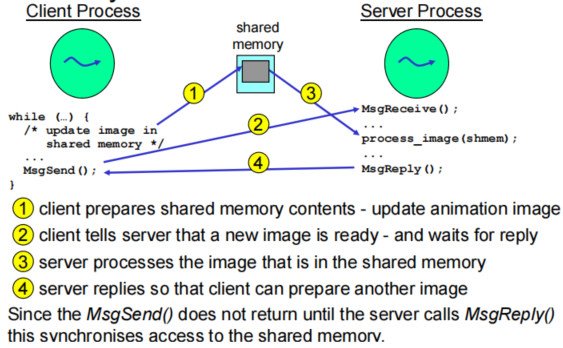 Client Process
Server Process
shared
memory
1
3
while (…) {
/* update image in
shared memory */
...
MsgSend();
}
2
4
MsgReceive();
...
process_image(shmem);
...
MsgReply();
1 client prepares shared memory contents - update animation image
2 client tells server that a new image is ready - and waits for reply
3 server processes the image that is in the shared memory
4 server replies so that client can prepare another image
Since the MsgSend() does not return until the server calls MsgReply()
this synchronises access to the shared memory.